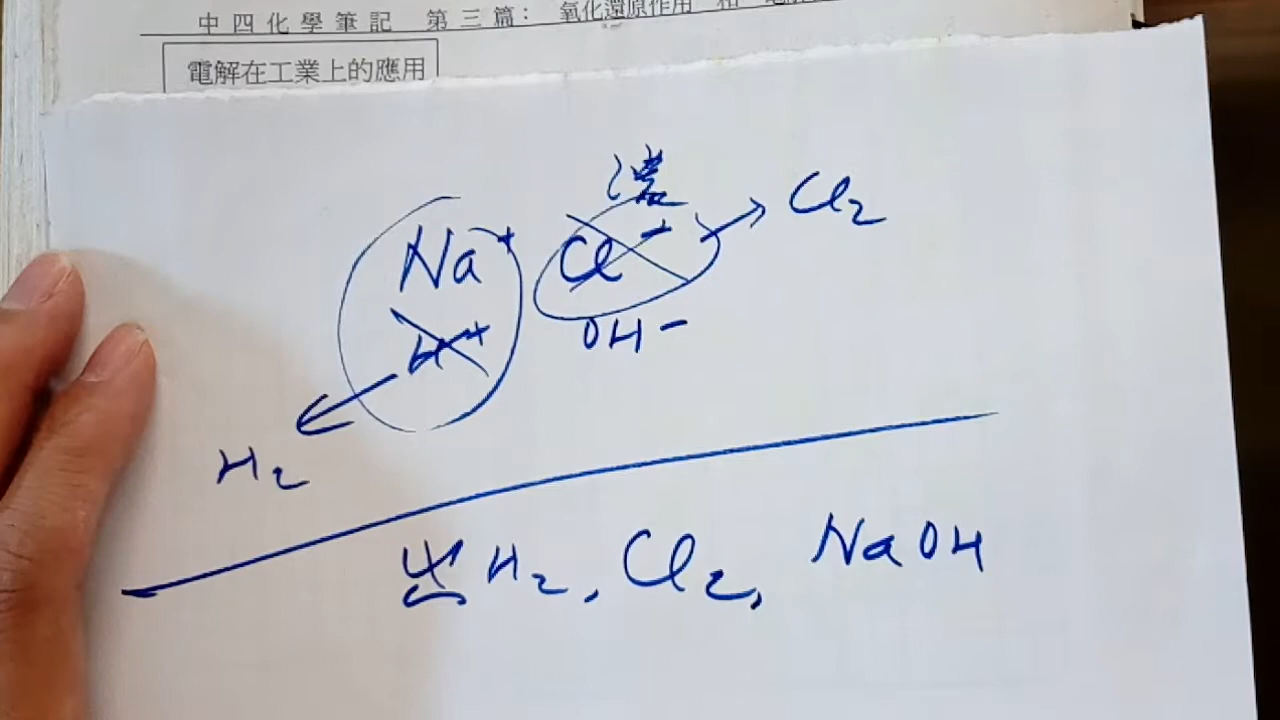 中四化學筆記 第三篇: 氧化還原作用 和
電解在工業上的應用
濃
Na+ Cl- → Cl2
H+ OH-
H2
出 H2, Cl2, NaOH